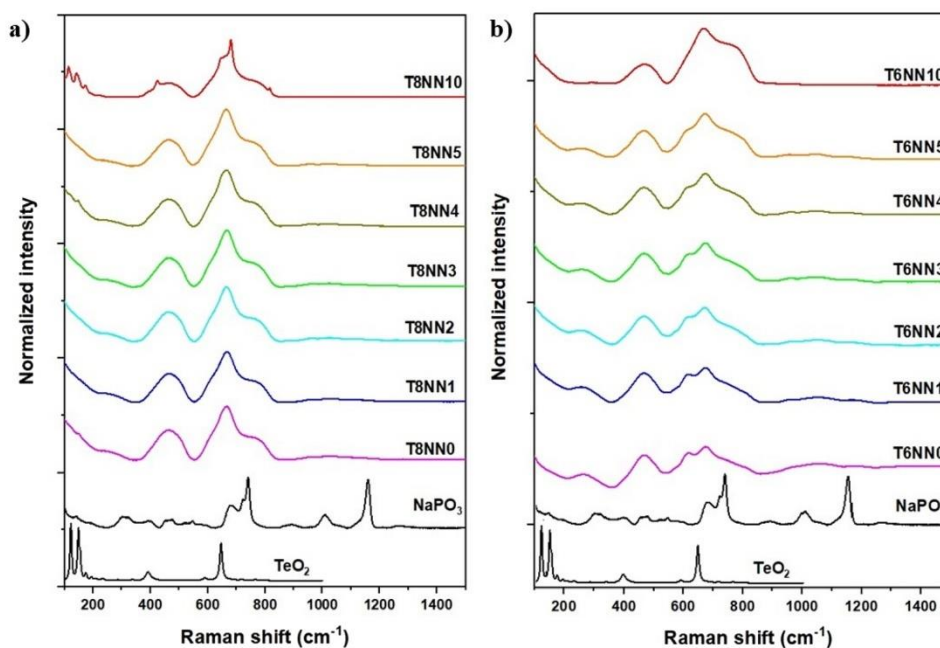 a)
Normalized intensity
T8NN10
T8NN5
T8NN4
T8NN3
T8NN2
T8NN1
T8NN0
NaPO3
TeO2
200 400 600 800 1000 1200 1400
Raman shift (cm-1)
b)
Normalized intensity
T6NN10
T6NN5
T6NN4
T6NN3
T6NN2
T6NN1
T6NN0
NaPO
TeO2
200 400 600 800 1000 1200 1400
Raman shift (cm-1)